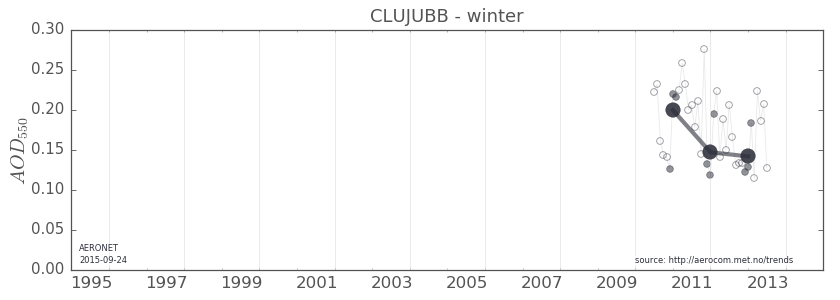 CLUJUBB - winter
0.30
0.25
0.20
0.15
0.10
0.05
0.00
AOD550
AERONET
2015-09-24
source: http://aerocom.met.no/trends
1995 1997 1999 2001 2003 2005 2007 2009 2011 2013